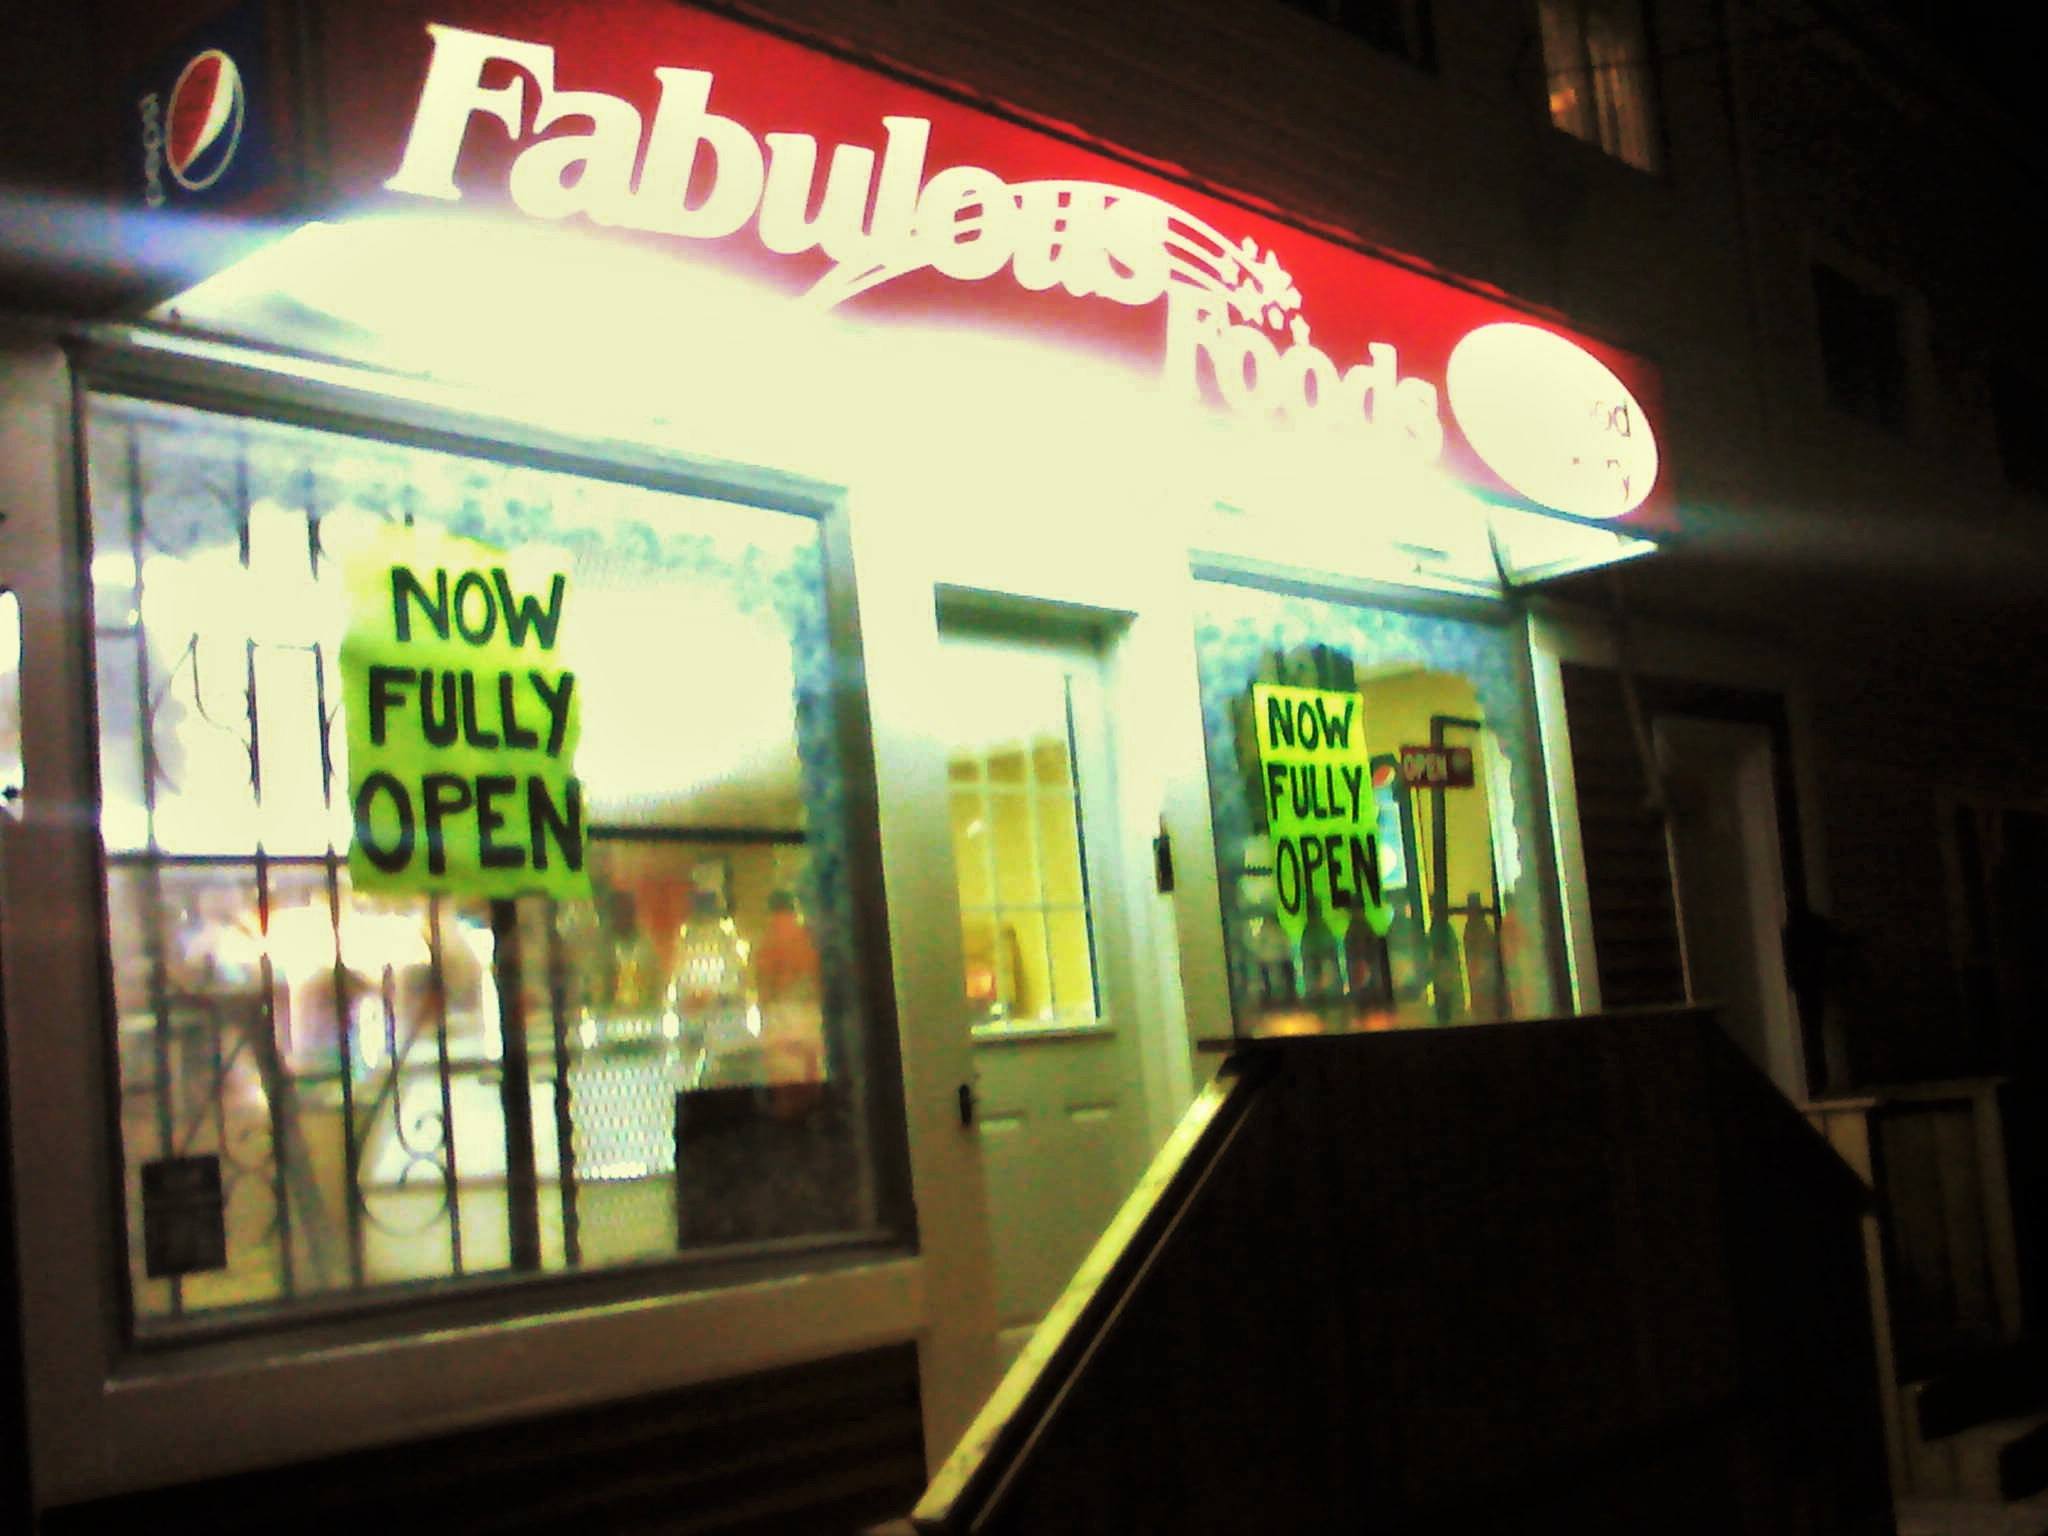 pepsi
Fabulous
Foods
NOW
FULLY
OPEN
NOW
FULLY
OPEN
OPEN